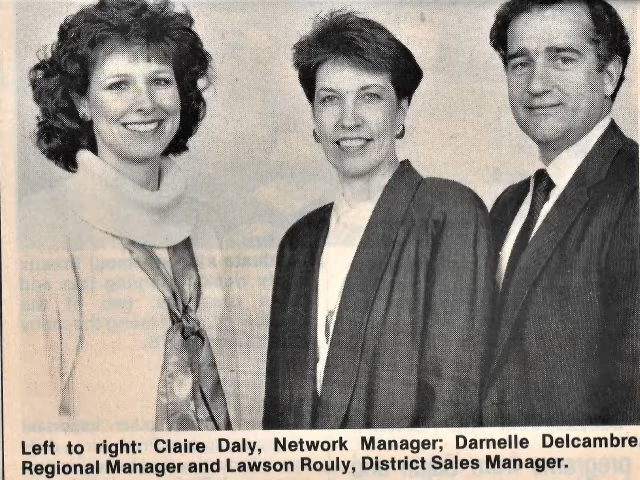 Left to right: Claire Daly, Network Manager; Darnelle Delcambre,
Regional Manager and Lawson Rouly, District Sales Manager.